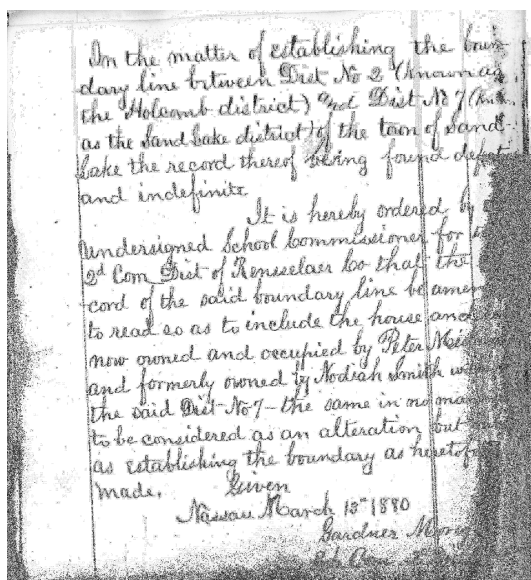 In the matter of establishing the boun-
dary line between Dist No 2 (known as
the Holcomb district) and Dist No 7 (
as the Sand Lake district) of the town of Sand-
Lake the record thereof being found
and indefinite
It is hereby ordered by
undersigned School Commissioner for
2d Com Dist of Rensselaer Co that the
cord of the said boundary line be
to read so as to include the house and
now owned and occupied by Peter
and formerly owned by Nodiah Smith
the said Dist No 7 - the same in no
to be considered as an alteration but
as establishing the boundary as
made. Given
Nassau March 13th 1880
Gardner